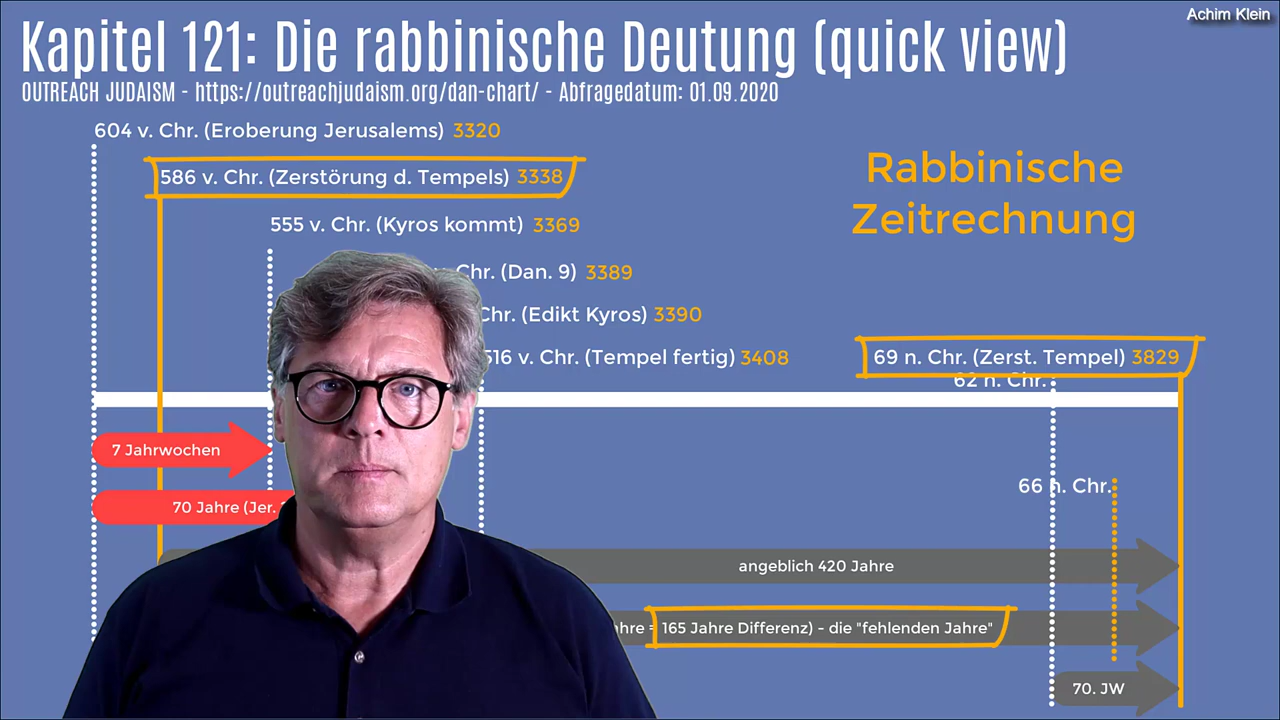 Achim Klein
Kapitel 121: Die rabbinische Deutung (quick view)
OUTREACH JUDAISM - https://outreachjudaism.org/dan-chart/ - Abfragedatum: 01.09.2020
604 v. Chr. (Eroberung Jerusalems) 3320
586 v. Chr. (Zerstörung d. Tempels) 3338
555 v. Chr. (Kyros kommt) 3369
Rabbinische
Zeitrechnung
Chr. (Dan. 9) 3389
Chr. (Edikt Kyros) 3390
516 v. Chr. (Tempel fertig) 3408
69 n. Chr. (Zerst. Tempel) 3829
62 n. Chr.
7 Jahrwochen
66 n. Chr.
70 Jahre (Jer.
angeblich 420 Jahre
= 165 Jahre Differenz) - die "fehlenden Jahre"
70. JW